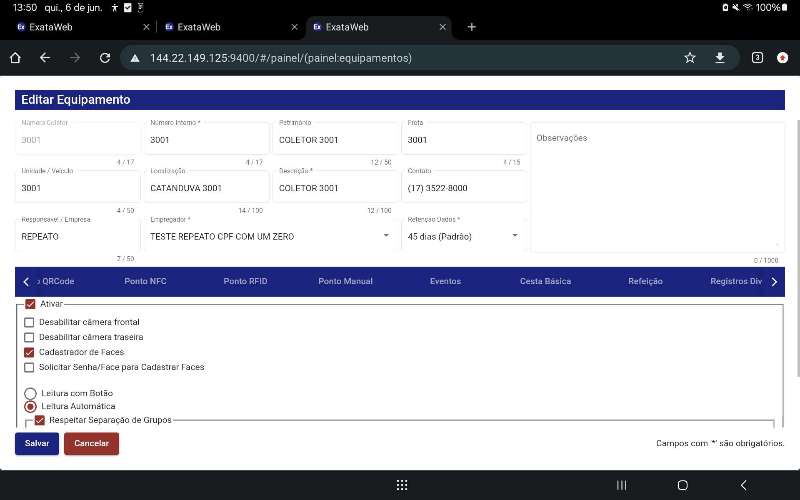 13:50 qui., 6 de jun. 100%
ExataWeb ExataWeb ExataWeb
144.22.149.125:9400/#/painel/(painel:equipamentos) 3
Editar Equipamento
Número Coletor Número Interno * Patrimônio Frota
3001 3001 COLETOR 3001 3001 Observações
4 / 17 4 / 17 12 / 50 4 / 15
Unidade / Veículo Localização Descrição * Contato
3001 CATANDUVA 3001 COLETOR 3001 (17) 3522-8000
4 / 50 14 / 100 12 / 100
Responsável / Empresa Empregador * Retenção Dados *
REPEATO TESTE REPEATO CPF COM UM ZERO 45 dias (Padrão)
7 / 50 0 / 1000
QRCode Ponto NFC Ponto RFID Ponto Manual Eventos Cesta Básica Refeição Registros Div
Ativar
Desabilitar câmera frontal
Desabilitar câmera traseira
Cadastrador de Faces
Solicitar Senha/Face para Cadastrar Faces
Leitura com Botão
Leitura Automática
Respeitar Separação de Grupos
Salvar Cancelar Campos com '*' são obrigatórios.